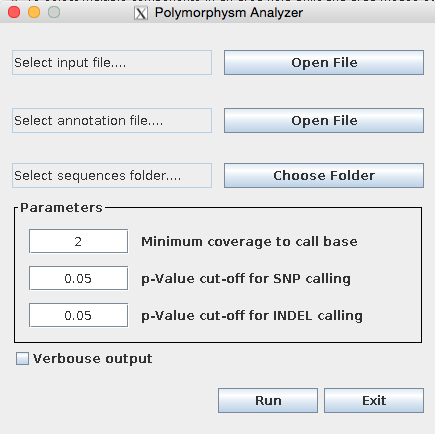 Polymorphysm Analyzer
Select input file.... Open File
Select annotation file.... Open File
Select sequences folder.... Choose Folder
Parameters
2 Minimum coverage to call base
0.05 p-Value cut-off for SNP calling
0.05 p-Value cut-off for INDEL calling
Verbouse output
Run Exit